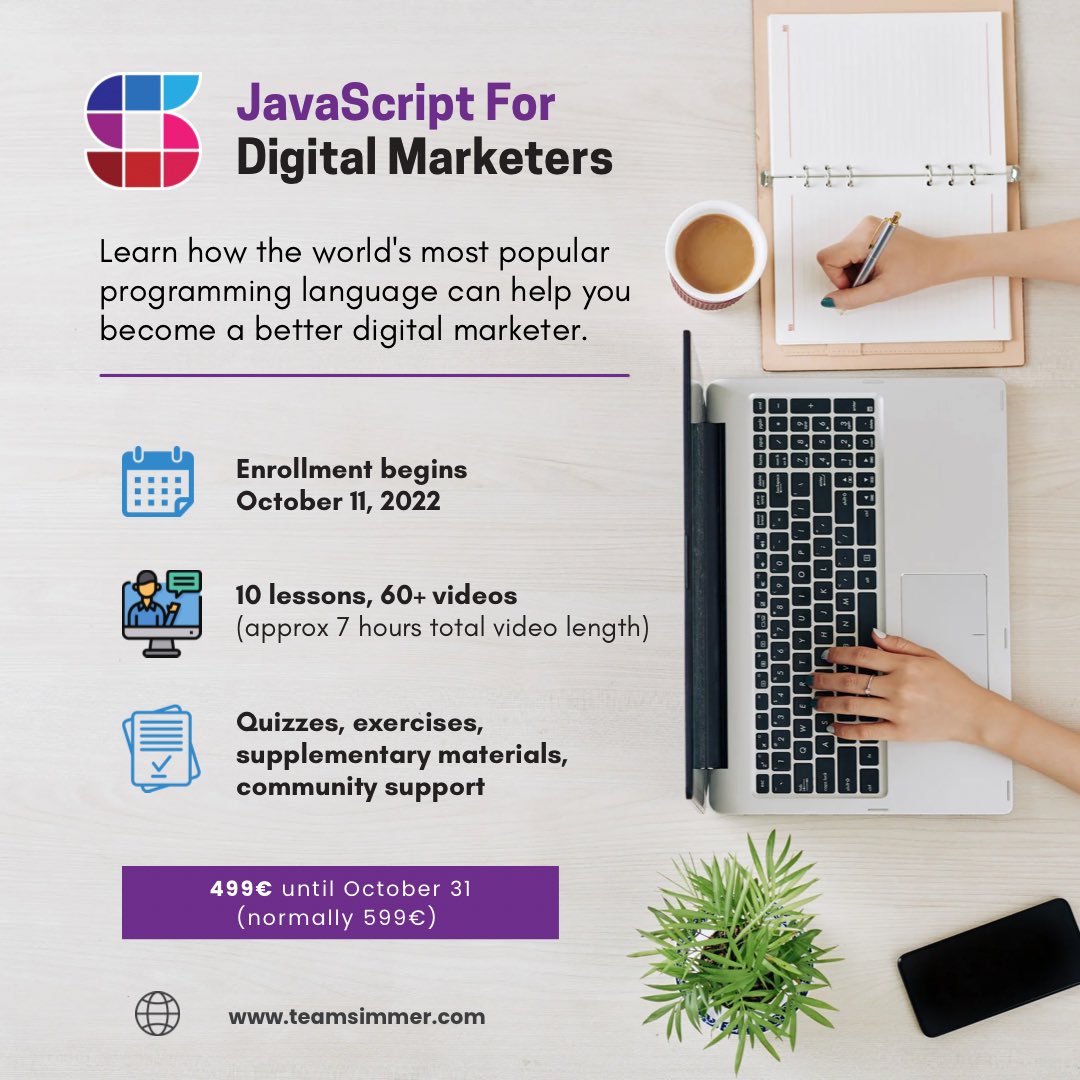 JavaScript For
Digital Marketers
Learn how the world's most popular
programming language can help you
become a better digital marketer.
Enrollment begins
October 11, 2022
10 lessons, 60+ videos
(approx 7 hours total video length)
Quizzes, exercises,
supplementary materials,
community support
499€ until October 31
(normally 599€)
www.teamsimmer.com